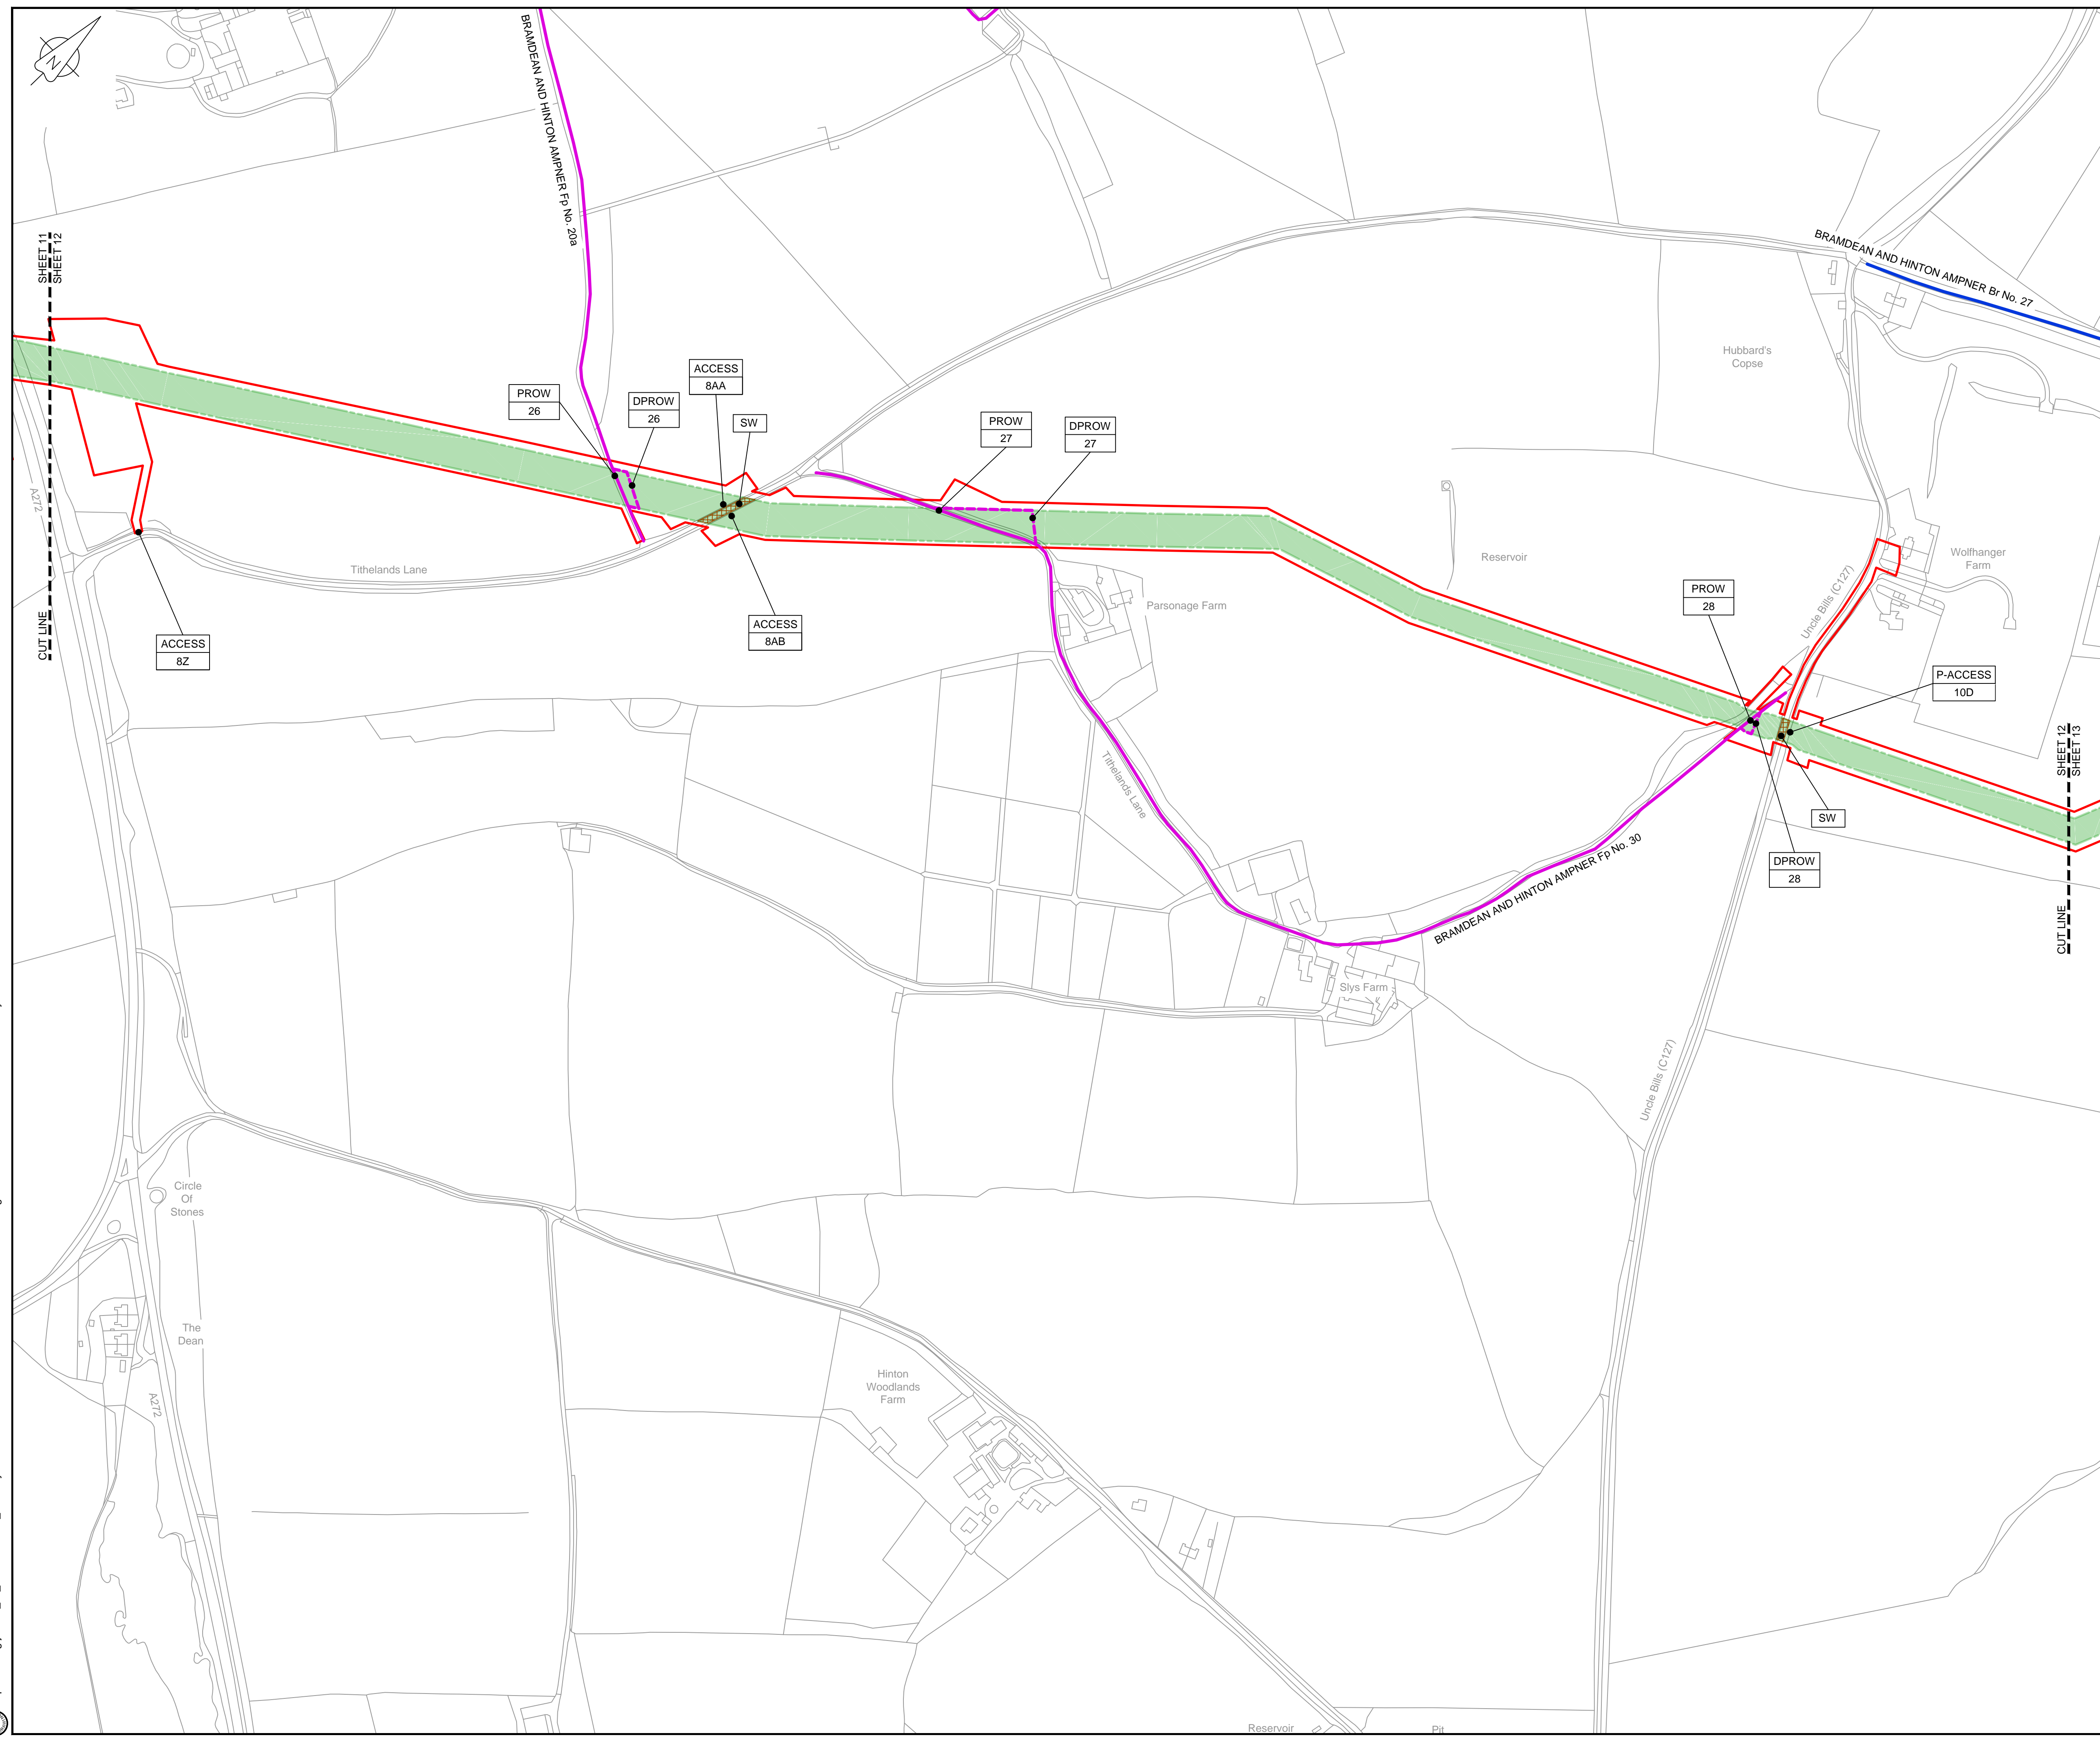 N
BRAMDEAN AND HINTON AMPNER Fp No. 20a
BRAMDEAN AND HINTON AMPNER Br No. 27
SHEET 11
SHEET 12
Hubbard's
Copse
ACCESS
8AA
PROW
26
DPROW
26
SW
PROW
27
DPROW
27
A272
Tithelands Lane
Reservoir
Wolfhanger
Farm
Uncle Bills (C127)
PROW
28
Parsonage Farm
CUT LINE
ACCESS
8Z
ACCESS
8AB
P-ACCESS
10D
SHEET 12
SHEET 13
Tithelands Lane
SW
BRAMDEAN AND HINTON AMPNER Fp No. 30
DPROW
28
CUT LINE
Slys Farm
Uncle Bills (C127)
Circle
Of
Stones
The
Dean
A272
Hinton
Woodlands
Farm
Reservoir
Pit